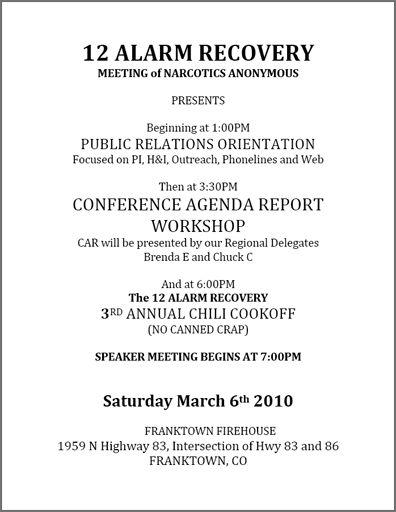 12 ALARM RECOVERY
MEETING of NARCOTICS ANONYMOUS
PRESENTS
Beginning at 1:00PM
PUBLIC RELATIONS ORIENTATION
Focused on PI, H&I, Outreach, Phonelines and Web
Then at 3:30PM
CONFERENCE AGENDA REPORT
WORKSHOP
CAR will be presented by our Regional Delegates
Brenda E and Chuck C
And at 6:00PM
The 12 ALARM RECOVERY
3RD ANNUAL CHILI COOKOFF
(NO CANNED CRAP)
SPEAKER MEETING BEGINS AT 7:00PM
Saturday March 6th 2010
FRANKTOWN FIREHOUSE
1959 N Highway 83, Intersection of Hwy 83 and 86
FRANKTOWN, CO